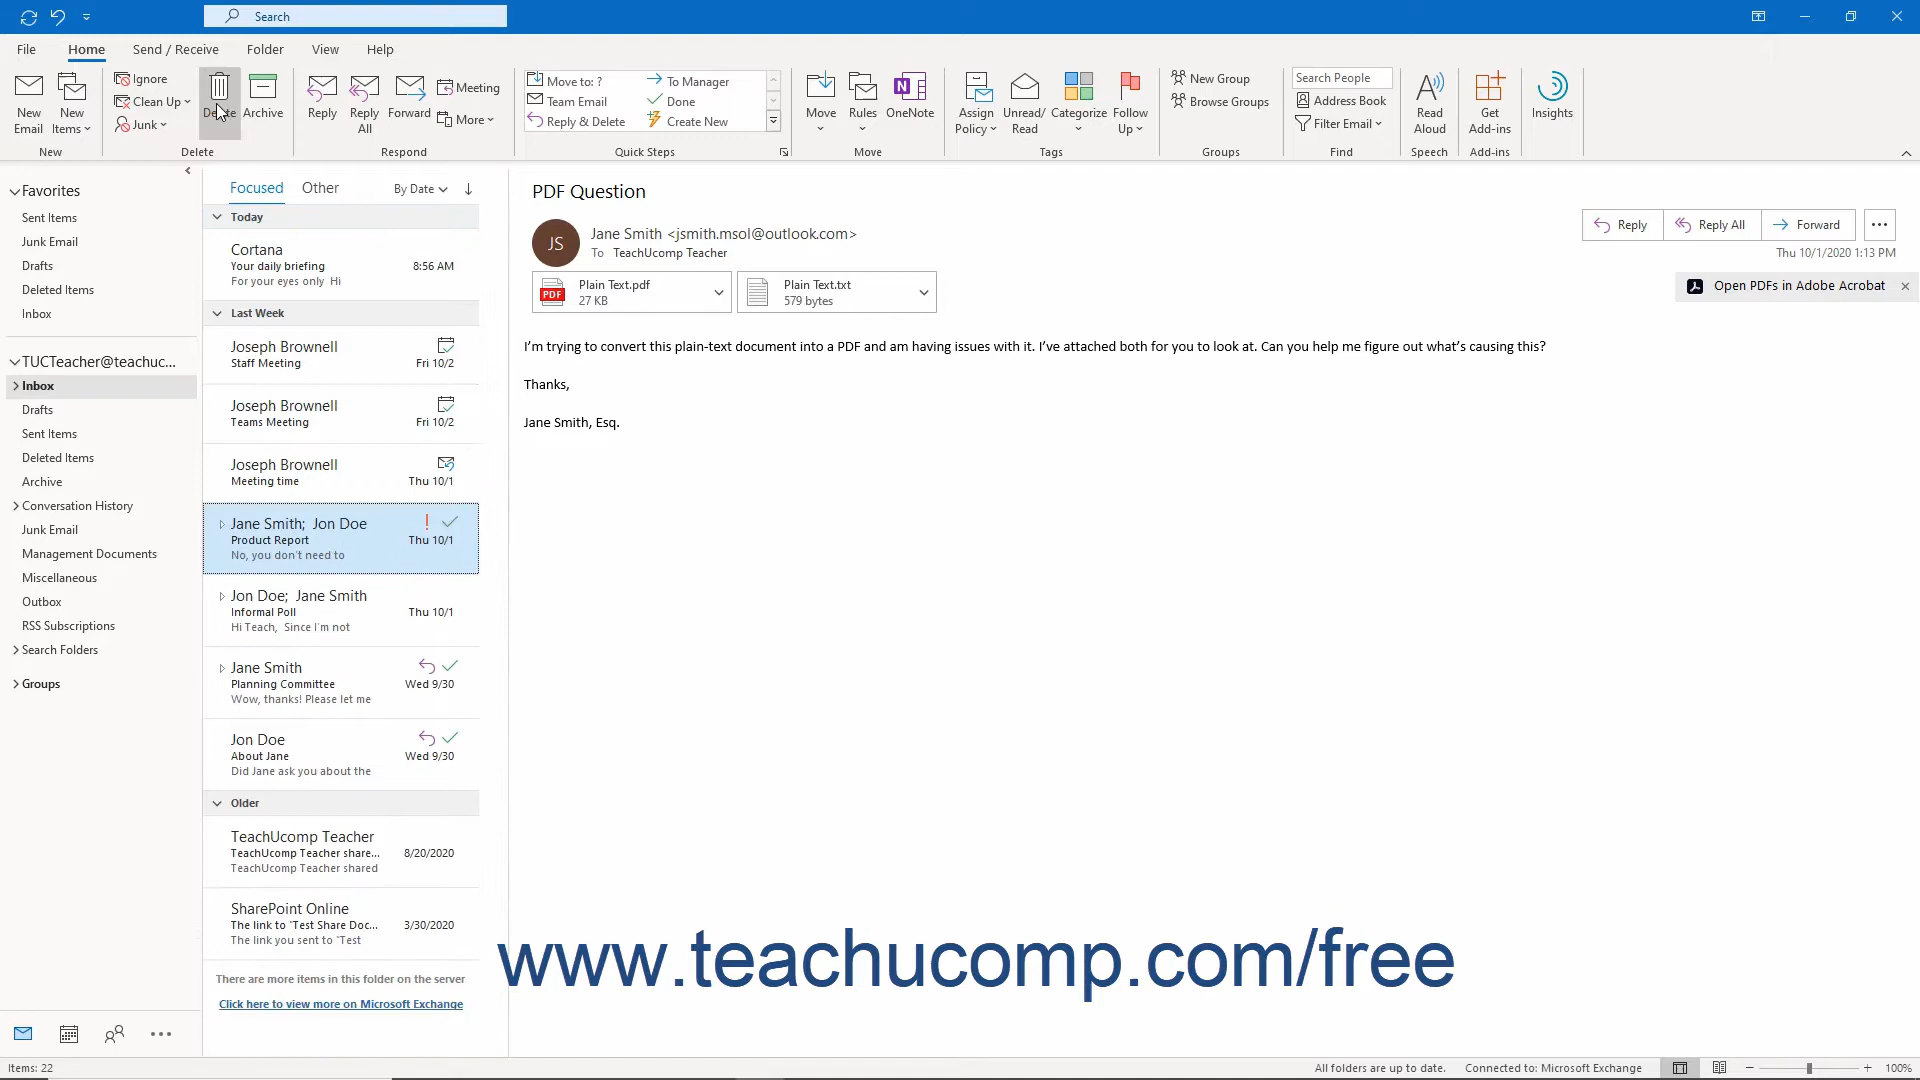 Search
File Home Send / Receive Folder View Help
New Email
New Items
New
Ignore
Clean Up
Junk
Delete
Archive
Delete
Reply
Reply All
Forward
Meeting
More
Respond
Move to: ?
Team Email
Reply & Delete
To Manager
Done
Create New
Quick Steps
Move
Rules
OneNote
Move
Assign Policy
Unread/ Read
Categorize
Follow Up
Tags
New Group
Browse Groups
Groups
Search People
Address Book
Filter Email
Find
Read Aloud
Speech
Get Add-ins
Add-ins
Insights
Favorites
Sent Items
Junk Email
Drafts
Deleted Items
Inbox
TUCTeacher@teachuc...
Inbox
Drafts
Sent Items
Deleted Items
Archive
Conversation History
Junk Email
Management Documents
Miscellaneous
Outbox
RSS Subscriptions
Search Folders
Groups
Focused Other By Date
Today
Cortana
Your daily briefing 8:56 AM
For your eyes only Hi
Last Week
Joseph Brownell
Staff Meeting Fri 10/2
Joseph Brownell
Teams Meeting Fri 10/2
Joseph Brownell
Meeting time Thu 10/1
Jane Smith; Jon Doe
Product Report Thu 10/1
No, you don't need to
Jon Doe; Jane Smith
Informal Poll Thu 10/1
Hi Teach, Since I'm not
Jane Smith
Planning Committee Wed 9/30
Wow, thanks! Please let me
Jon Doe
About Jane Wed 9/30
Did Jane ask you about the
Older
TeachUcomp Teacher
TeachUcomp Teacher share... 8/20/2020
TeachUcomp Teacher shared
SharePoint Online
The link to "Test Share Doc... 3/30/2020
The link you sent to "Test
There are more items in this folder on the server
Click here to view more on Microsoft Exchange
PDF Question
JS
Jane Smith <jsmith.msol@outlook.com>
To TeachUcomp Teacher
Reply Reply All Forward
Thu 10/1/2020 1:13 PM
PDF
Plain Text.pdf
27 KB
Plain Text.txt
579 bytes
Open PDFs in Adobe Acrobat
I'm trying to convert this plain-text document into a PDF and am having issues with it. I've attached both for you to look at. Can you help me figure out what's causing this?
Thanks,
Jane Smith, Esq.
www.teachucomp.com/free
Items: 22
All folders are up to date. Connected to: Microsoft Exchange 100%